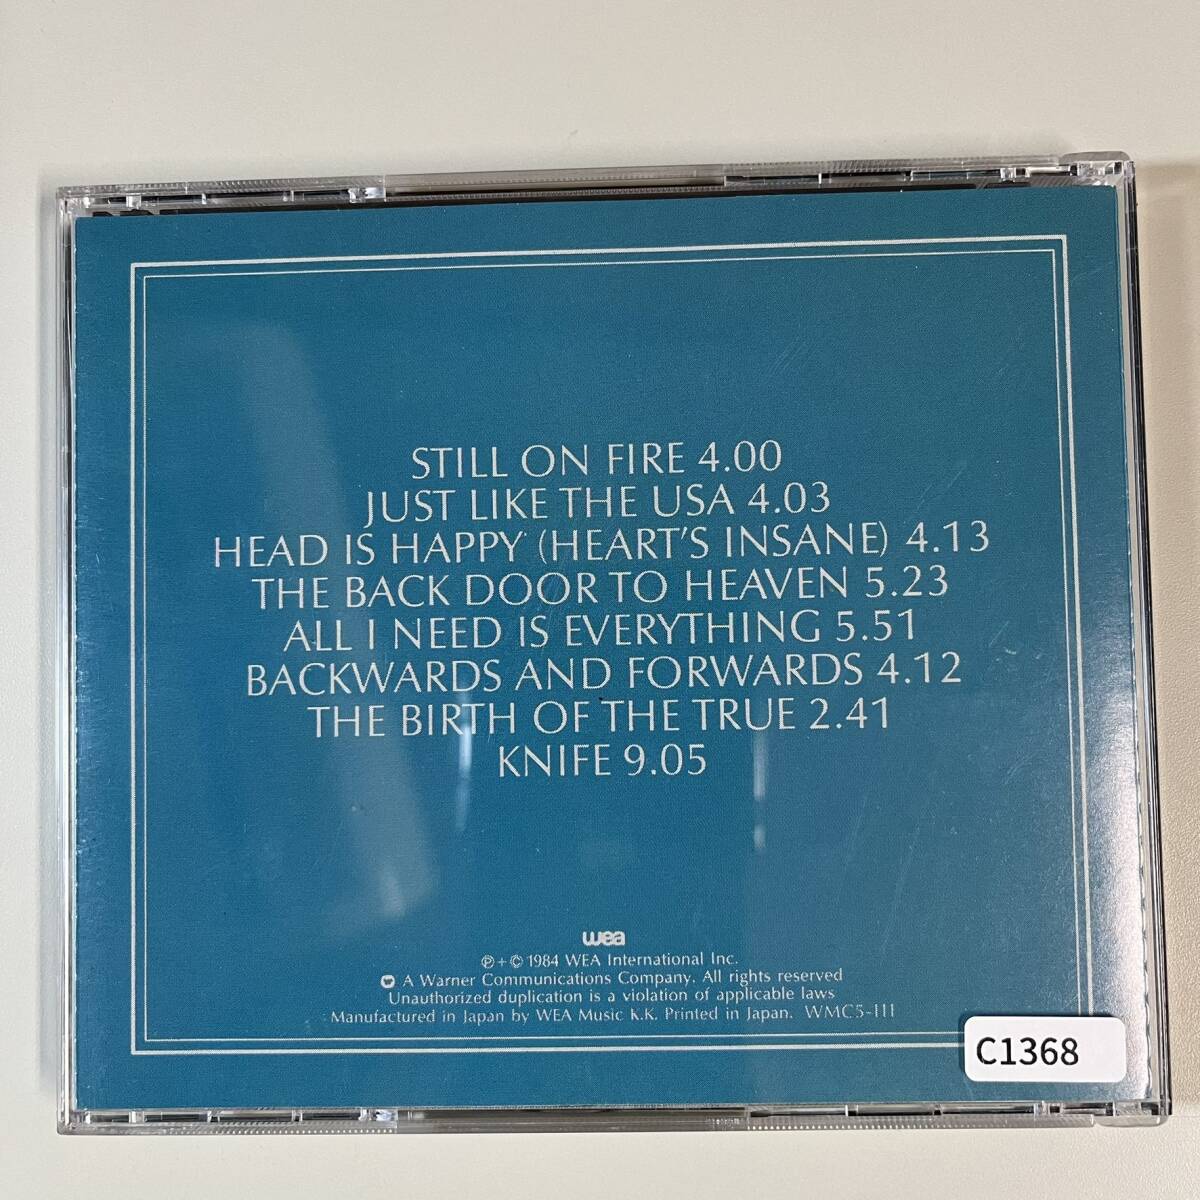 STILL ON FIRE 4.00
JUST LIKE THE USA 4.03
HEAD IS HAPPY (HEART'S INSANE) 4.13
THE BACK DOOR TO HEAVEN 5.23
ALL I NEED IS EVERYTHING 5.51
BACKWARDS AND FORWARDS 4.12
THE BIRTH OF THE TRUE 2.41
KNIFE 9.05
wea
℗+© 1984 WEA International Inc.
A Warner Communications Company. All rights reserved
Unauthorized duplication is a violation of applicable laws
Manufactured in Japan by WEA Music K.K. Printed in Japan. WMC5-111
C1368